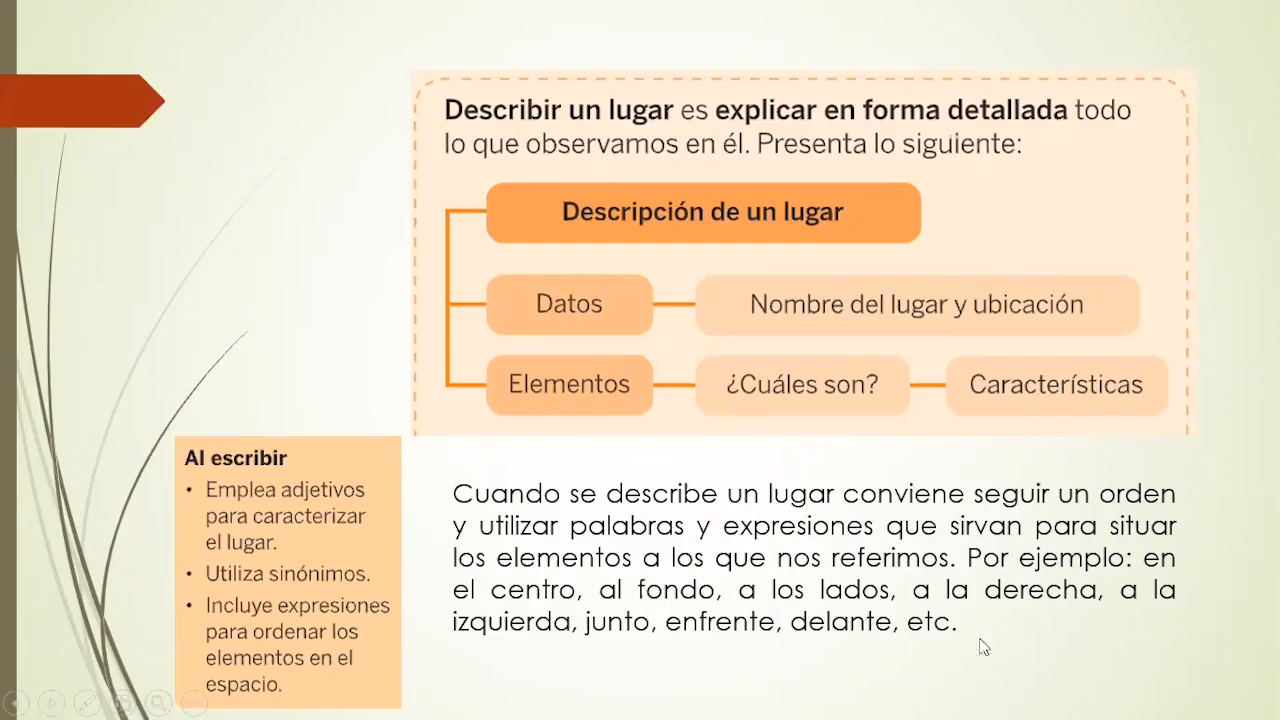 Describir un lugar es explicar en forma detallada todo
lo que observamos en él. Presenta lo siguiente:
Descripción de un lugar
Datos
Nombre del lugar y ubicación
Elementos
¿Cuáles son?
Características
Al escribir
• Emplea adjetivos
para caracterizar
el lugar.
• Utiliza sinónimos.
• Incluye expresiones
para ordenar los
elementos en el
espacio.
Cuando se describe un lugar conviene seguir un orden
y utilizar palabras y expresiones que sirvan para situar
los elementos a los que nos referimos. Por ejemplo: en
el centro, al fondo, a los lados, a la derecha, a la
izquierda, junto, enfrente, delante, etc.